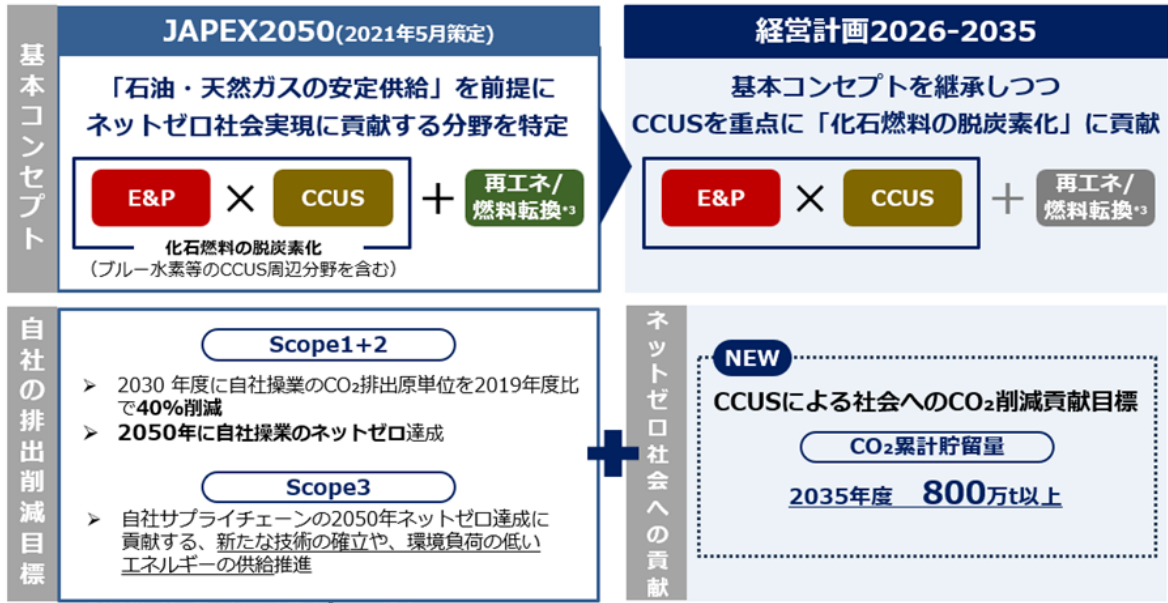 基本コンセプト
JAPEX2050(2021年5月策定)
「石油・天然ガスの安定供給」を前提に
ネットゼロ社会実現に貢献する分野を特定
E&P × CCUS + 再エネ/
燃料転換*3
化石燃料の脱炭素化
(ブルー水素等のCCUS周辺分野を含む)
経営計画2026-2035
基本コンセプトを継承しつつ
CCUSを重点に「化石燃料の脱炭素化」に貢献
E&P × CCUS + 再エネ/
燃料転換*3
自社の排出削減目標
Scope1+2
➢ 2030 年度に自社操業のCO₂排出原単位を2019年度比
で40%削減
➢ 2050年に自社操業のネットゼロ達成
Scope3
➢ 自社サプライチェーンの2050年ネットゼロ達成に
貢献する、新たな技術の確立や、環境負荷の低い
エネルギーの供給推進
+
ネットゼロ社会への貢献
NEW
CCUSによる社会へのCO₂削減貢献目標
CO₂累計貯留量
2035年度 800万t以上